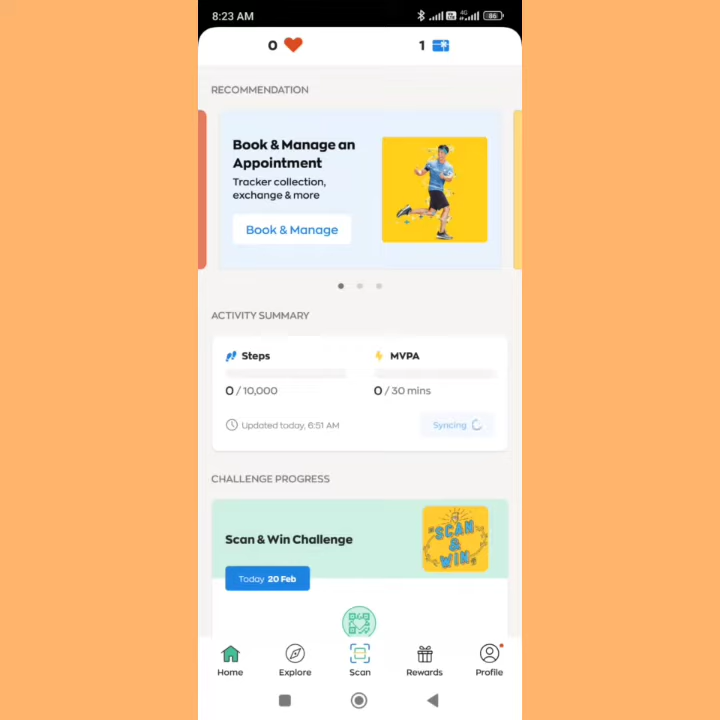 8:23 AM
4G
86
0
1
RECOMMENDATION
Book & Manage an
Appointment
Tracker collection,
exchange & more
Book & Manage
ACTIVITY SUMMARY
Steps
MVPA
0 / 10,000
0 / 30 mins
Updated today, 6:51 AM
Syncing
CHALLENGE PROGRESS
Scan & Win Challenge
SCAN
&
WIN
Today 20 Feb
Home
Explore
Scan
Rewards
Profile